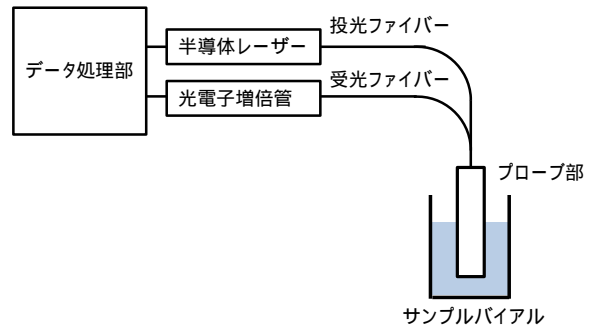 投光ファイバー
半導体レーザー
データ処理部
受光ファイバー
光電子増倍管
プローブ部
サンプルバイアル